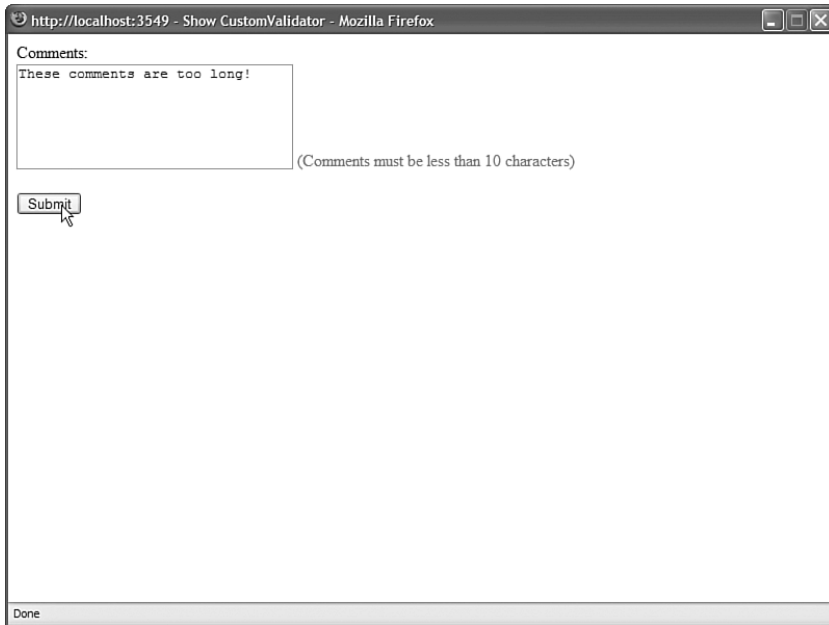 http://localhost:3549 - Show CustomValidator - Mozilla Firefox
Comments:
These comments are too long!
(Comments must be less than 10 characters)
Submit
Done